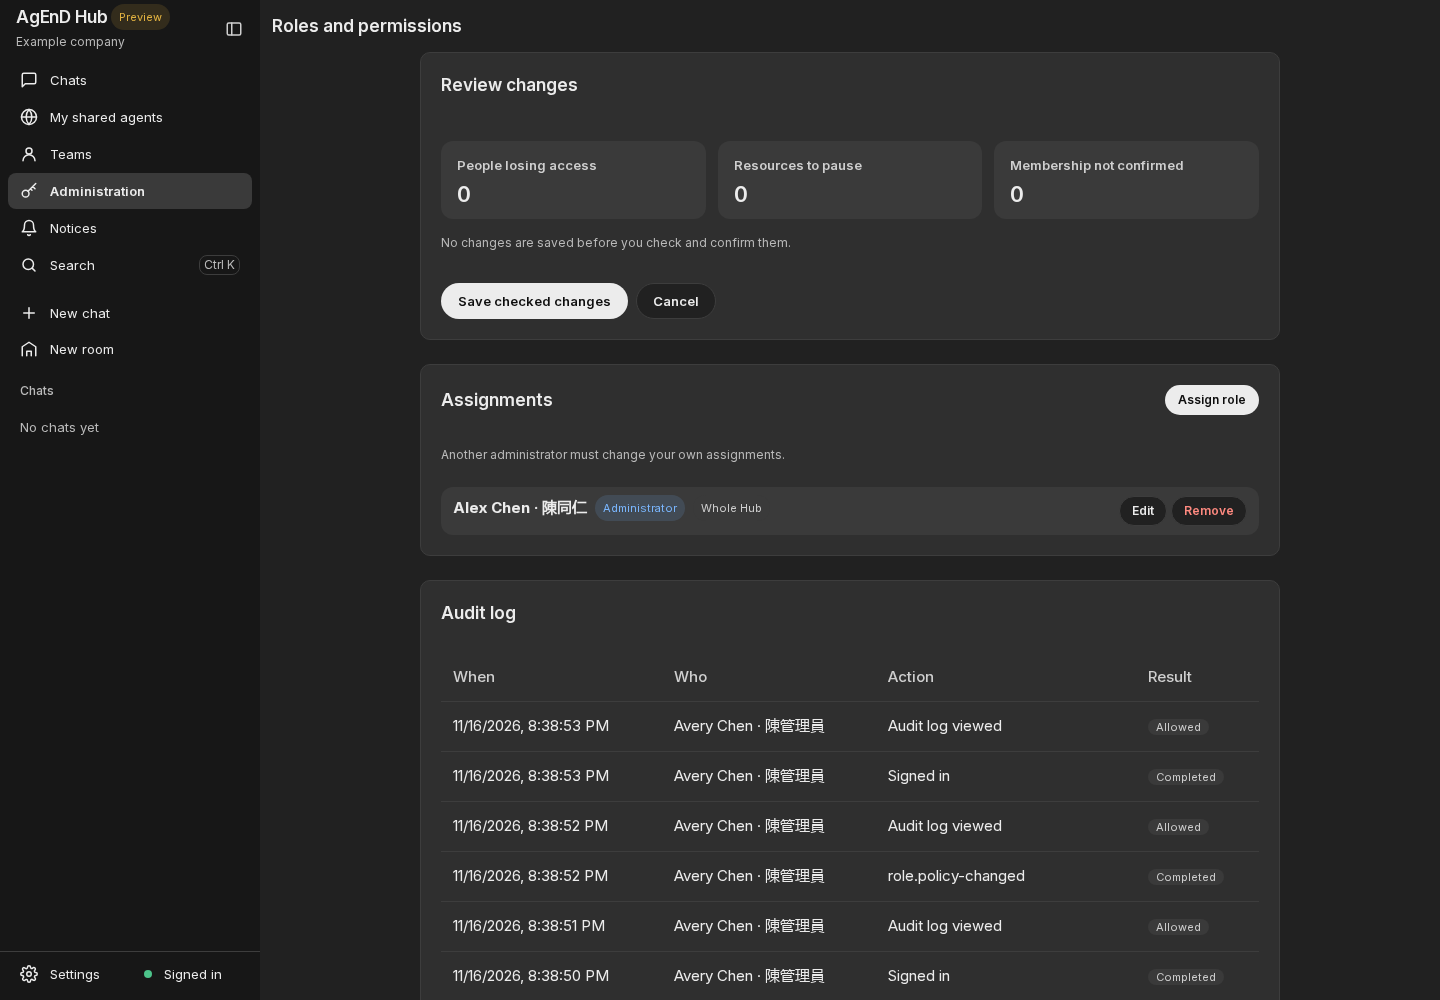 AgEnD Hub Preview
Example company
Chats
My shared agents
Teams
Administration
Notices
Search Ctrl K
New chat
New room
Chats
No chats yet
Settings Signed in
Roles and permissions
Review changes
People losing access
0
Resources to pause
0
Membership not confirmed
0
No changes are saved before you check and confirm them.
Save checked changes Cancel
Assignments Assign role
Another administrator must change your own assignments.
Alex Chen · 陳同仁 Administrator Whole Hub Edit Remove
Audit log
When Who Action Result
11/16/2026, 8:38:53 PM Avery Chen · 陳管理員 Audit log viewed Allowed
11/16/2026, 8:38:53 PM Avery Chen · 陳管理員 Signed in Completed
11/16/2026, 8:38:52 PM Avery Chen · 陳管理員 Audit log viewed Allowed
11/16/2026, 8:38:52 PM Avery Chen · 陳管理員 role.policy-changed Completed
11/16/2026, 8:38:51 PM Avery Chen · 陳管理員 Audit log viewed Allowed
11/16/2026, 8:38:50 PM Avery Chen · 陳管理員 Signed in Completed